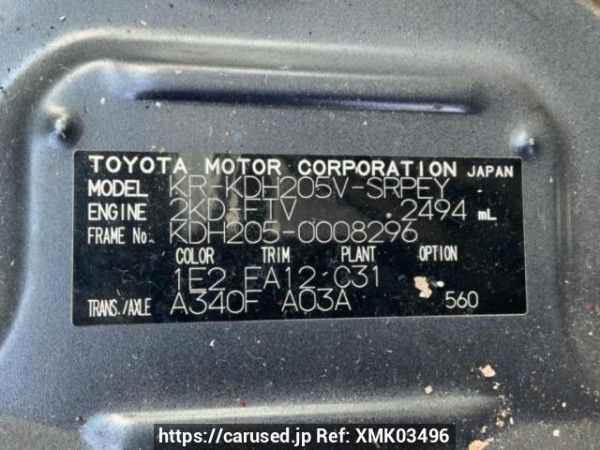 TOYOTA MOTOR CORPORATION JAPAN
MODEL KR-KDH205V-SRPEY
ENGINE 2KD-FTV 2494 mL
FRAME No. KDH205-0008296
COLOR TRIM PLANT OPTION
1E2 FA12 C31
TRANS./AXLE A340F A03A 560
https://carused.jp Ref: XMK03496